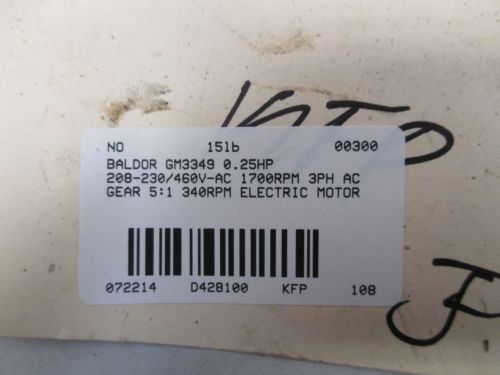 NO 151b 00300
BALDOR GM3349 0.25HP
208-230/460V-AC 1700RPM 3PH AC
GEAR 5:1 340RPM ELECTRIC MOTOR
072214 D428100 KFP 108